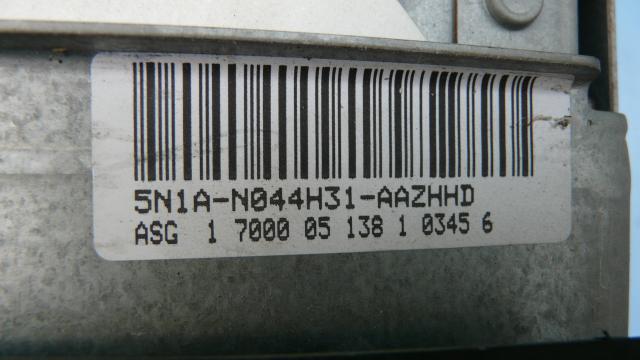 5N1A-N044H31-AAZHHD
ASG 1 7000 05 138 1 0345 6